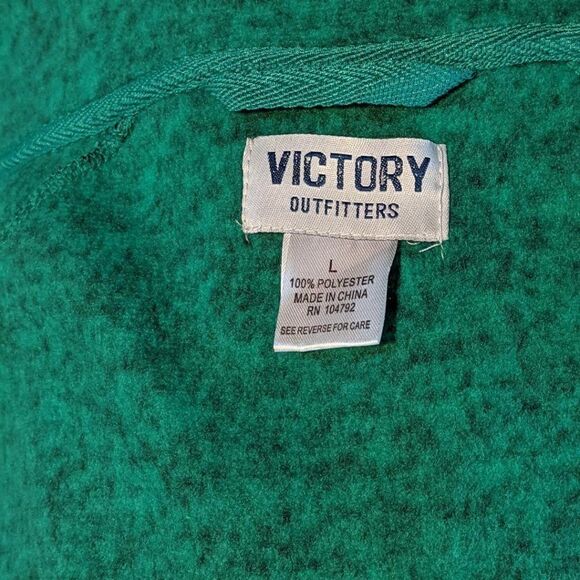 VICTORY
OUTFITTERS
L
100% POLYESTER
MADE IN CHINA
RN 104792
SEE REVERSE FOR CARE